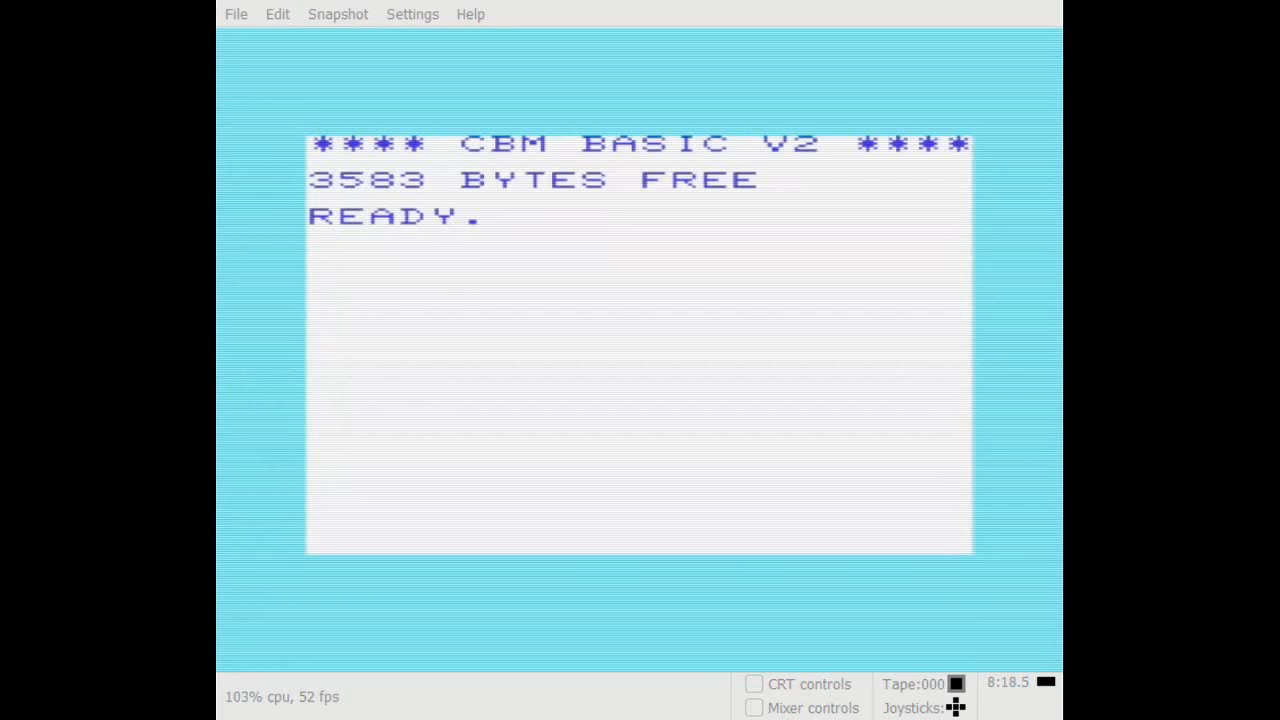 File Edit Snapshot Settings Help
**** CBM BASIC V2 ****
3583 BYTES FREE
READY.
103% cpu, 52 fps
CRT controls
Mixer controls
Tape:000
Joysticks:
8:18.5